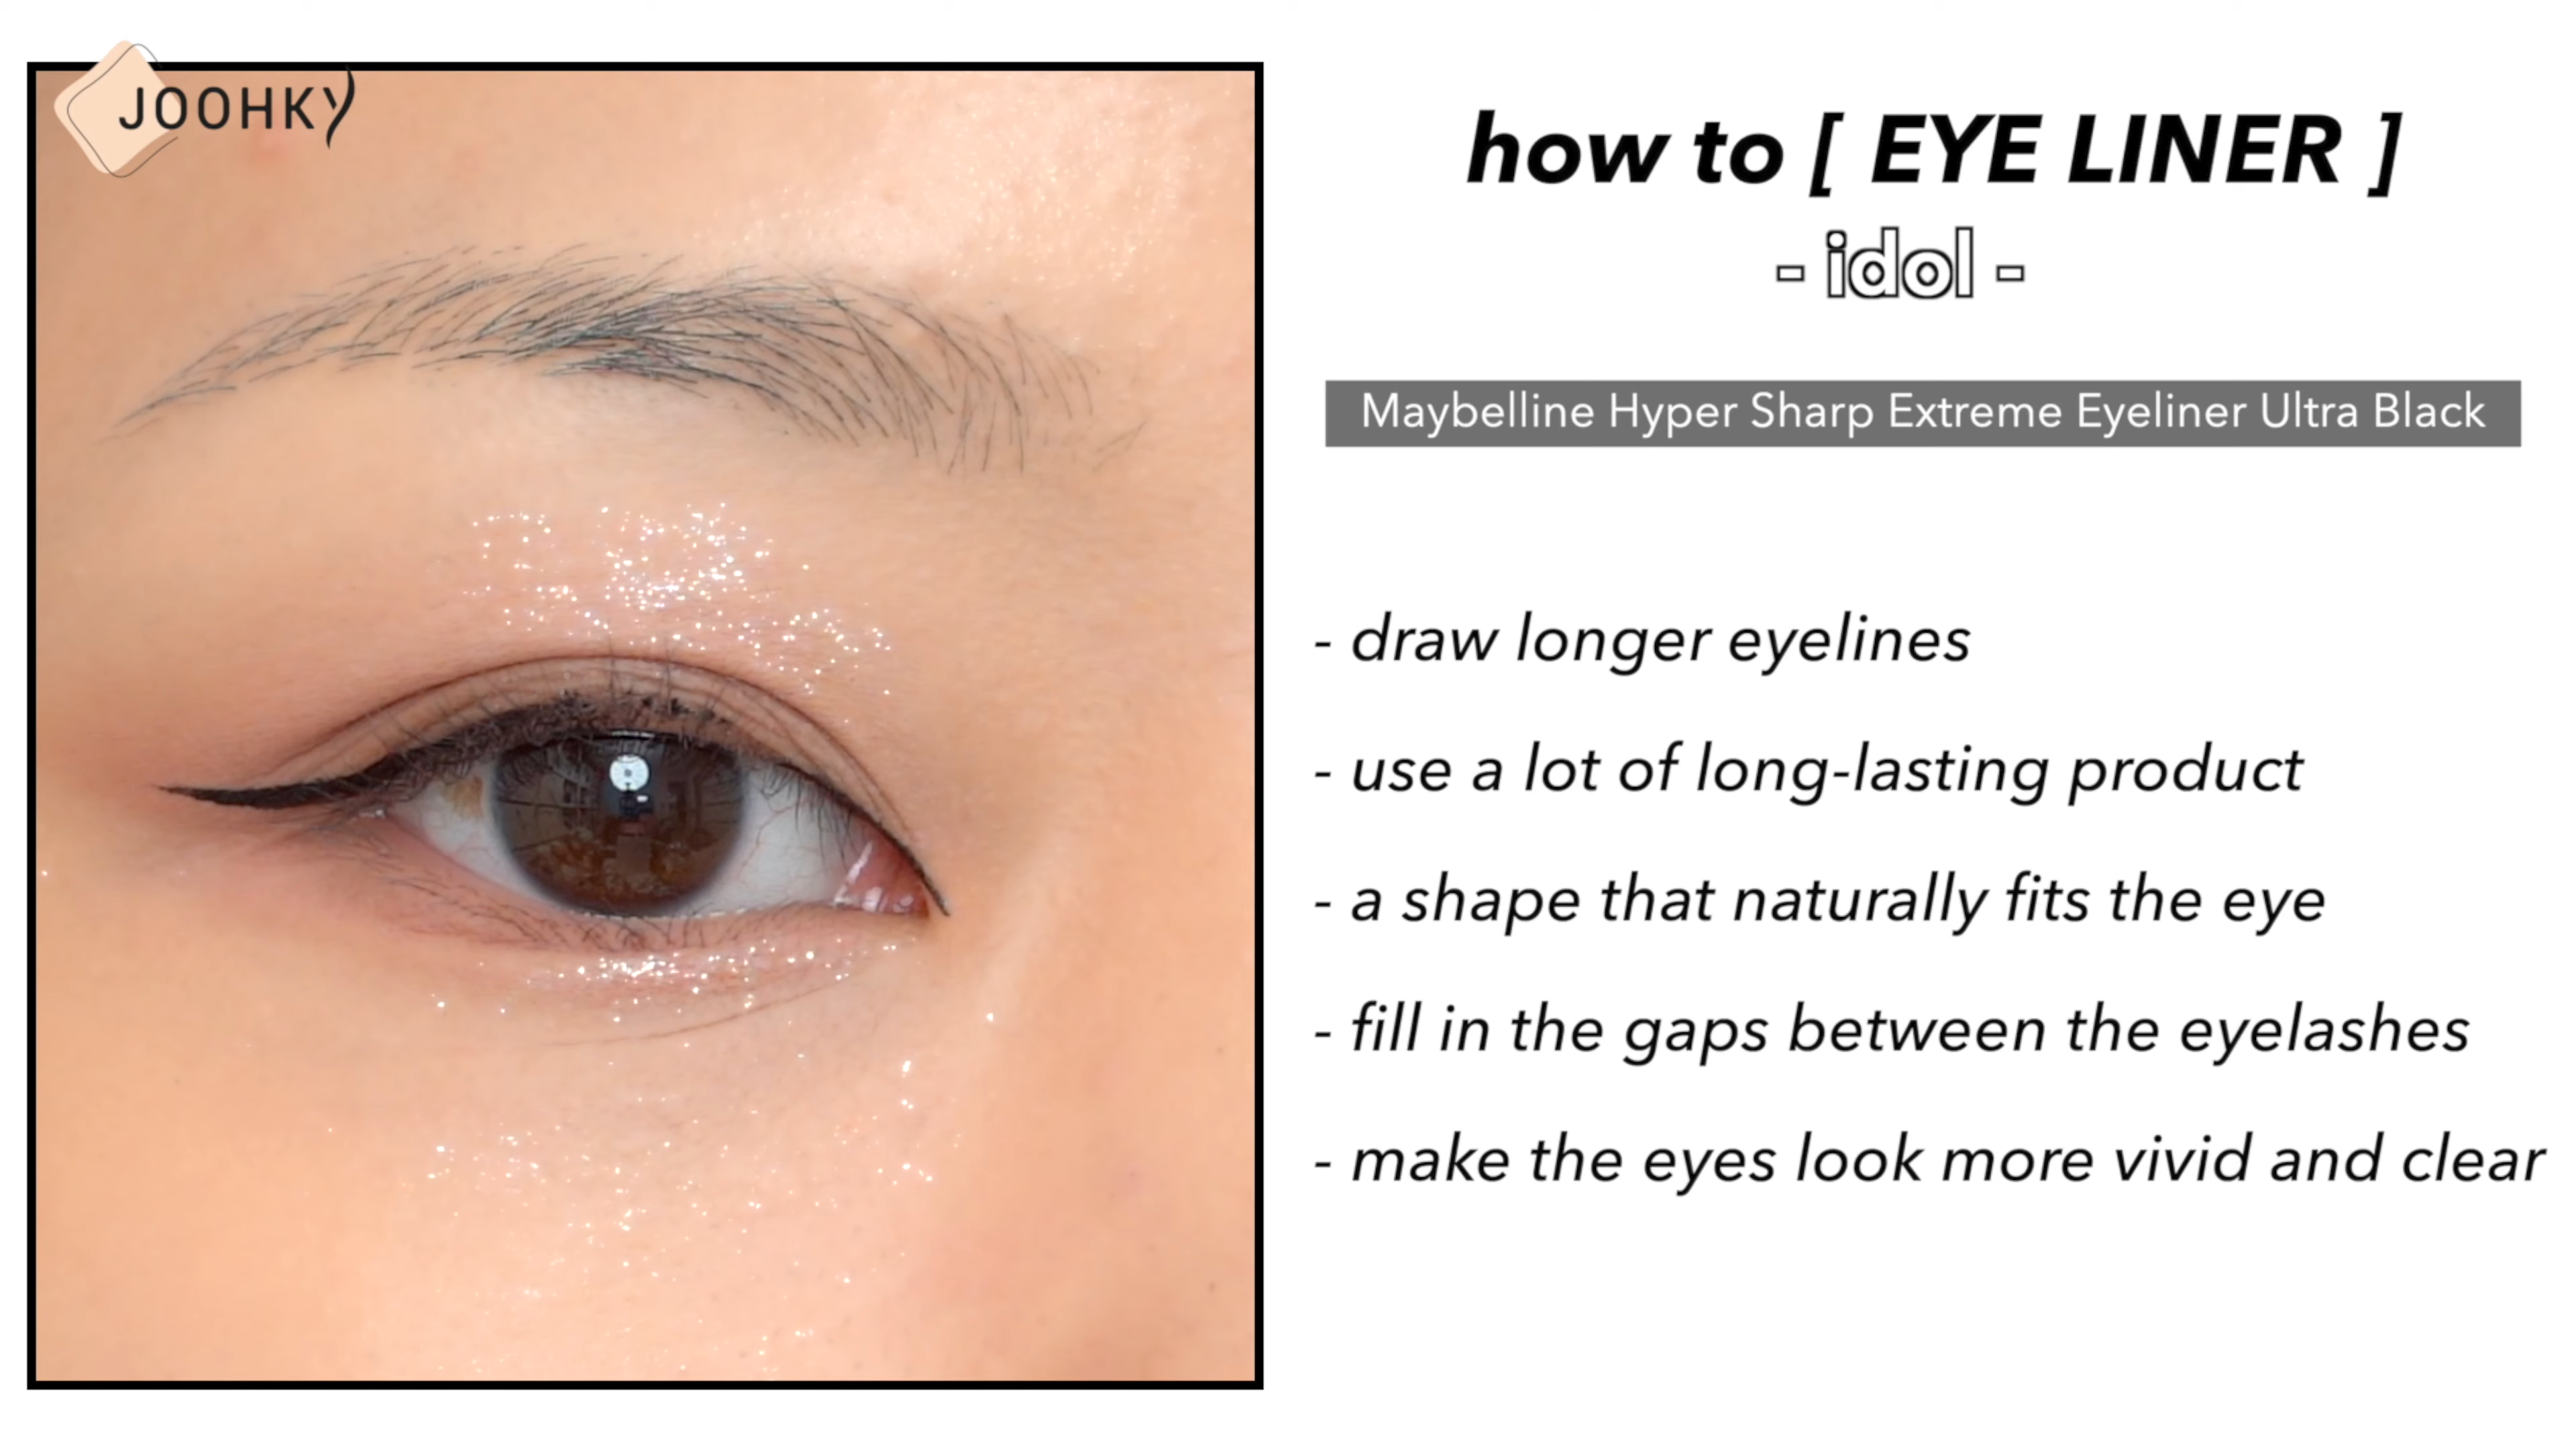 JOOHKY
how to [ EYE LINER ]
- idol -
Maybelline Hyper Sharp Extreme Eyeliner Ultra Black
- draw longer eyelines
- use a lot of long-lasting product
- a shape that naturally fits the eye
- fill in the gaps between the eyelashes
- make the eyes look more vivid and clear